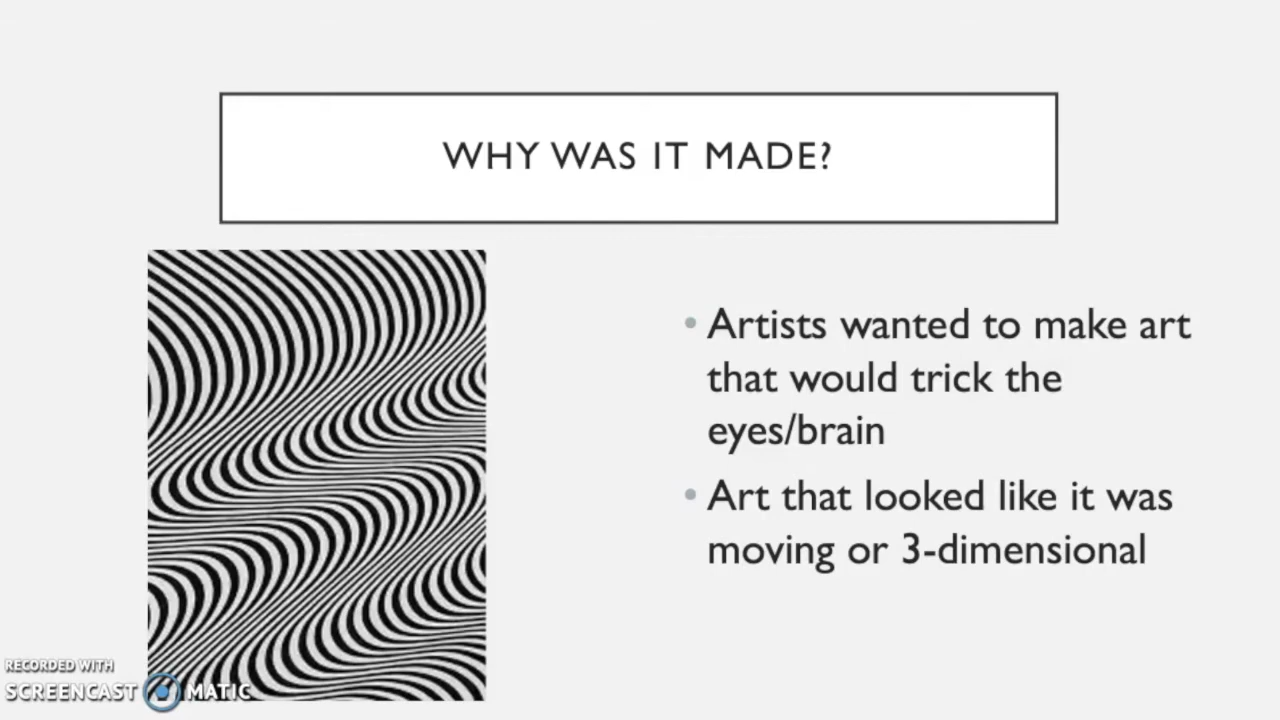 WHY WAS IT MADE?
• Artists wanted to make art
that would trick the
eyes/brain
• Art that looked like it was
moving or 3-dimensional
RECORDED WITH
SCREENCAST MATIC